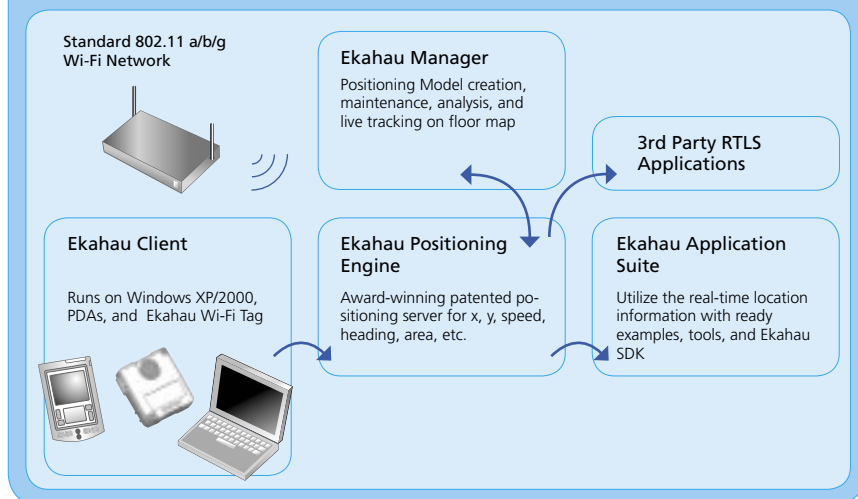 Standard 802.11 a/b/g
Wi-Fi Network
Ekahau Manager
Positioning Model creation,
maintenance, analysis, and
live tracking on floor map
3rd Party RTLS
Applications
Ekahau Client
Runs on Windows XP/2000,
PDAs, and Ekahau Wi-Fi Tag
Ekahau Positioning
Engine
Award-winning patented po-
sitioning server for x, y, speed,
heading, area, etc.
Ekahau Application
Suite
Utilize the real-time location
information with ready
examples, tools, and Ekahau
SDK